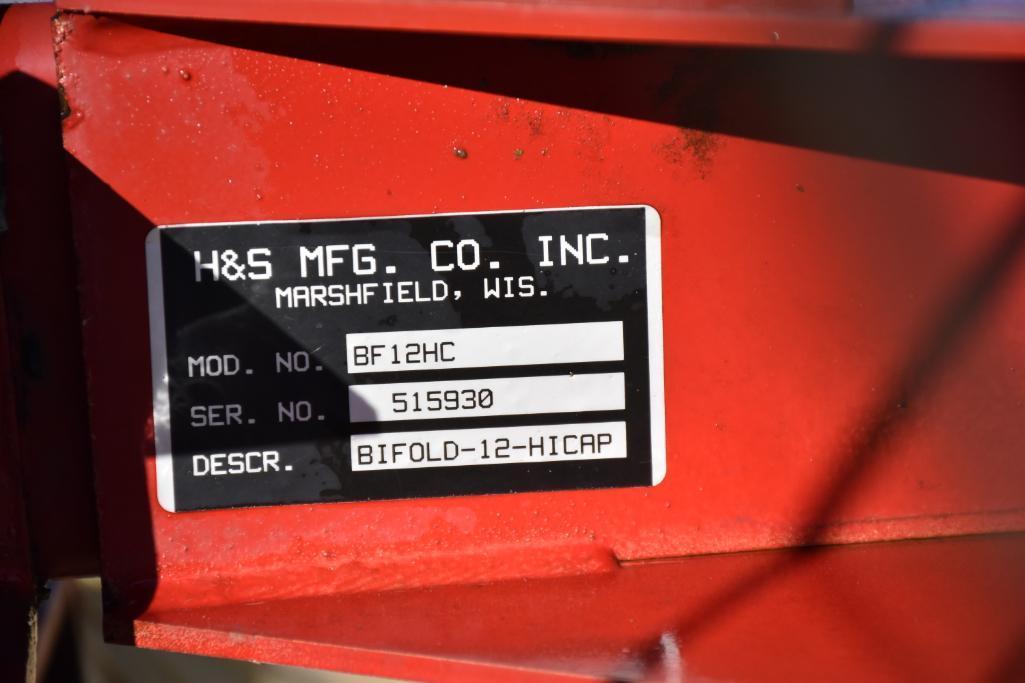 H&S MFG. CO. INC.
MARSHFIELD, WIS.
MOD. NO. BF12HC
SER. NO. 515930
DESCR. BIFOLD-12-HICAP